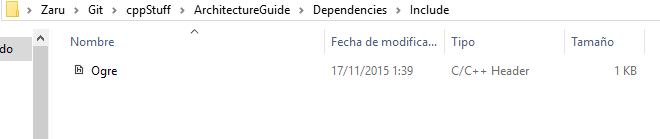 Zaru > Git > cppStuff > ArchitectureGuide > Dependencies > Include
do
Nombre Fecha de modifica... Tipo Tamaño
Ogre 17/11/2015 1:39 C/C++ Header 1 KB